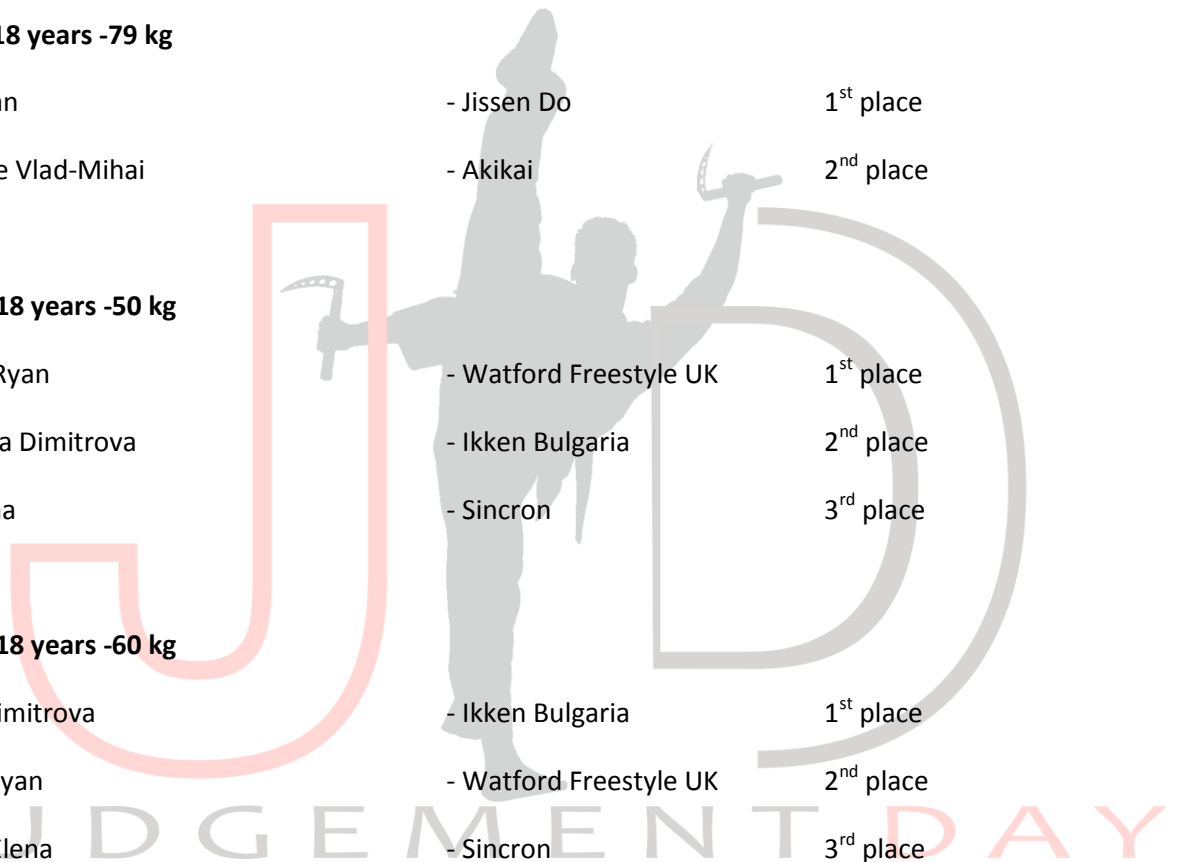 18 years -79 kg
an - Jissen Do 1st place
e Vlad-Mihai - Akikai 2nd place
18 years -50 kg
Ryan - Watford Freestyle UK 1st place
a Dimitrova - Ikken Bulgaria 2nd place
na - Sincron 3rd place
18 years -60 kg
imitrova - Ikken Bulgaria 1st place
yan - Watford Freestyle UK 2nd place
Elena - Sincron 3rd place
JD
JUDGEMENT DAY